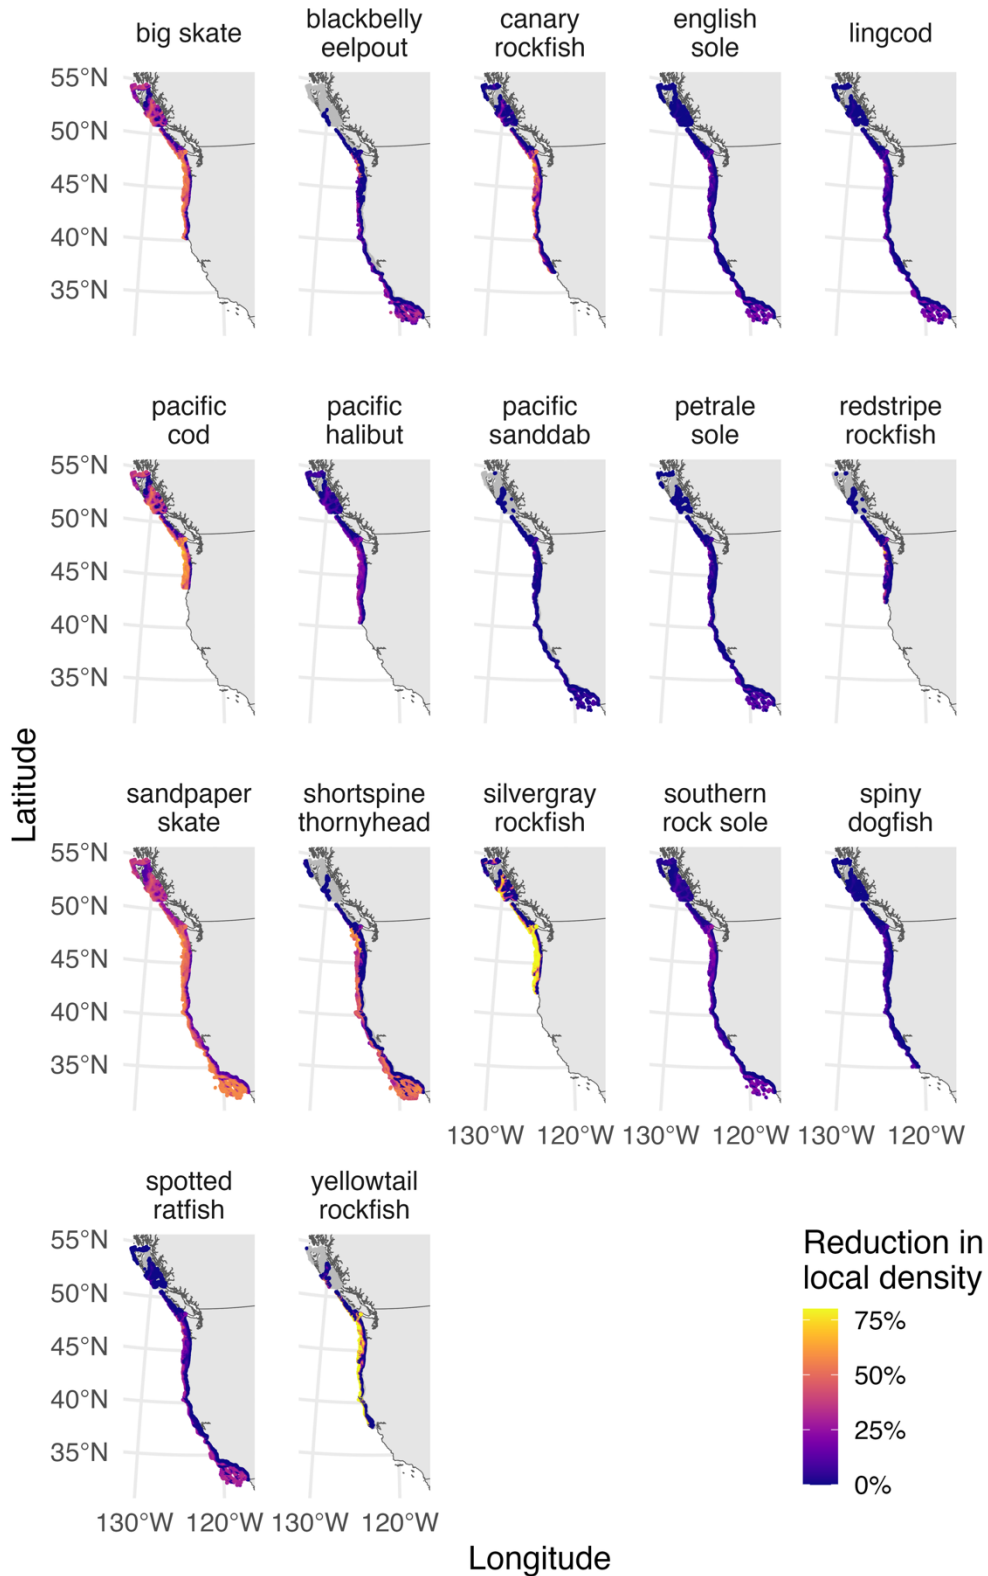 big skate
blackbelly
eelpout
canary
rockfish
english
sole
lingcod
55°N
50°N
45°N
40°N
35°N
pacific
cod
pacific
halibut
pacific
sanddab
petrale
sole
redstripe
rockfish
55°N
50°N
45°N
40°N
35°N
Latitude
sandpaper
skate
shortspine
thornyhead
silvergray
rockfish
southern
rock sole
spiny
dogfish
55°N
50°N
45°N
40°N
35°N
130°W 120°W 130°W 120°W 130°W 120°W
spotted
ratfish
yellowtail
rockfish
55°N
50°N
45°N
40°N
35°N
130°W 120°W 130°W 120°W
Reduction in
local density
75%
50%
25%
0%
Longitude